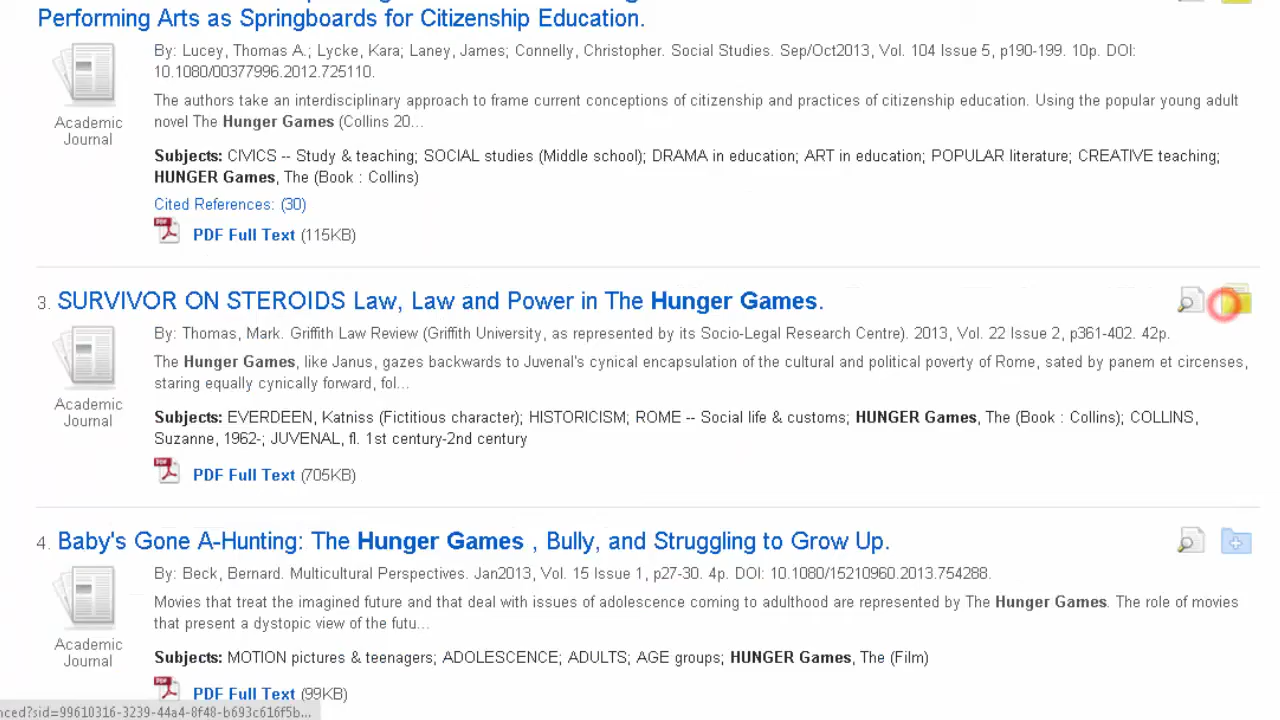 Performing Arts as Springboards for Citizenship Education.
By: Lucey, Thomas A.; Lycke, Kara; Laney, James; Connelly, Christopher. Social Studies. Sep/Oct2013, Vol. 104 Issue 5, p190-199. 10p. DOI:
10.1080/00377996.2012.725110.
Academic
Journal
The authors take an interdisciplinary approach to frame current conceptions of citizenship and practices of citizenship education. Using the popular young adult
novel The Hunger Games (Collins 20...
Subjects: CIVICS -- Study & teaching; SOCIAL studies (Middle school); DRAMA in education; ART in education; POPULAR literature; CREATIVE teaching;
HUNGER Games, The (Book : Collins)
Cited References: (30)
PDF Full Text (115KB)
3. SURVIVOR ON STEROIDS Law, Law and Power in The Hunger Games.
By: Thomas, Mark. Griffith Law Review (Griffith University, as represented by its Socio-Legal Research Centre). 2013, Vol. 22 Issue 2, p361-402. 42p.
Academic
Journal
The Hunger Games, like Janus, gazes backwards to Juvenal's cynical encapsulation of the cultural and political poverty of Rome, sated by panem et circenses,
staring equally cynically forward, fol...
Subjects: EVERDEEN, Katniss (Fictitious character); HISTORICISM; ROME -- Social life & customs; HUNGER Games, The (Book : Collins); COLLINS,
Suzanne, 1962-; JUVENAL, fl. 1st century-2nd century
PDF Full Text (705KB)
4. Baby's Gone A-Hunting: The Hunger Games , Bully, and Struggling to Grow Up.
By: Beck, Bernard. Multicultural Perspectives. Jan2013, Vol. 15 Issue 1, p27-30. 4p. DOI: 10.1080/15210960.2013.754288.
Academic
Journal
Movies that treat the imagined future and that deal with issues of adolescence coming to adulthood are represented by The Hunger Games. The role of movies
that present a dystopic view of the futu...
Subjects: MOTION pictures & teenagers; ADOLESCENCE; ADULTS; AGE groups; HUNGER Games, The (Film)
PDF Full Text (99KB)
nced?sid=99610316-3239-44a4-8f48-b693c616f5b...